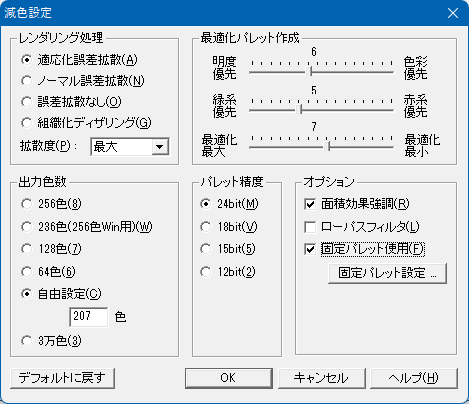 減色設定
レンダリング処理
適応化誤差拡散(A)
ノーマル誤差拡散(N)
誤差拡散なし(O)
組織化ディザリング(G)
拡散度(P)： 最大
最適化パレット作成
6
明度優先 色彩優先
5
緑系優先 赤系優先
7
最適化最大 最適化最小
出力色数
256色(8)
236色(256色Win用)(W)
128色(7)
64色(6)
自由設定(C)
207 色
3万色(3)
パレット精度
24bit(M)
18bit(V)
15bit(5)
12bit(2)
オプション
面積効果強調(R)
ローパスフィルタ(L)
固定パレット使用(F)
固定パレット設定 ...
デフォルトに戻す OK キャンセル ヘルプ(H)